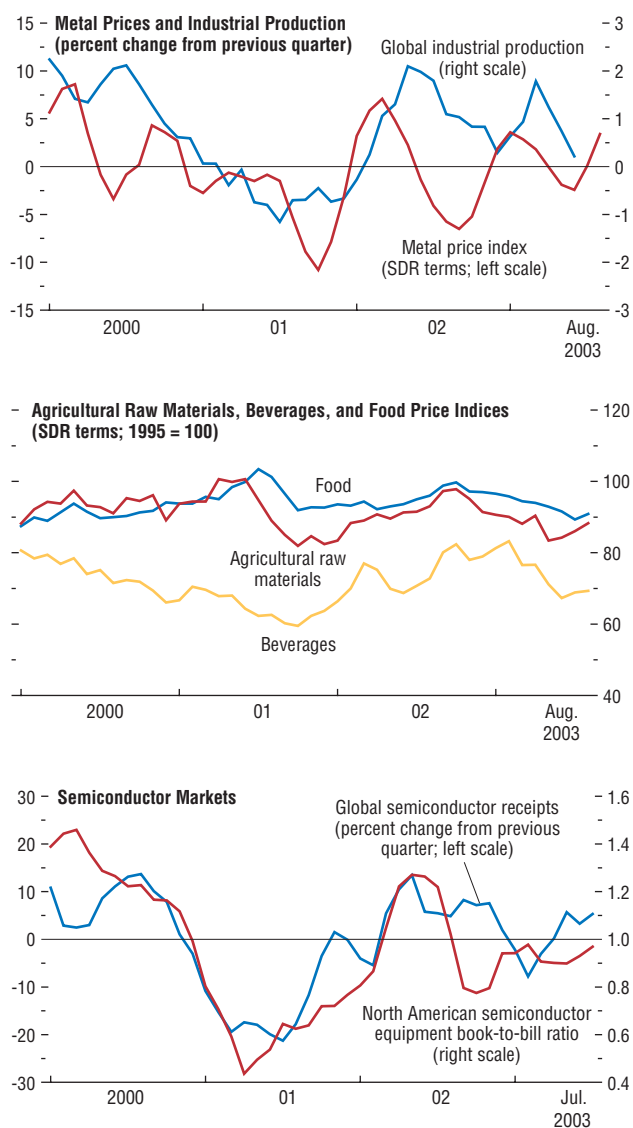 Metal Prices and Industrial Production
(percent change from previous quarter)
15
10
5
0
-5
-10
-15
3
2
1
0
-1
-2
-3
Global industrial production
(right scale)
Metal price index
(SDR terms; left scale)
2000
01
02
Aug.
2003
Agricultural Raw Materials, Beverages, and Food Price Indices
(SDR terms; 1995 = 100)
120
100
80
60
40
Food
Agricultural raw
materials
Beverages
2000
01
02
Aug.
2003
Semiconductor Markets
30
20
10
0
-10
-20
-30
1.6
1.4
1.2
1.0
0.8
0.6
0.4
Global semiconductor receipts
(percent change from previous
quarter; left scale)
North American semiconductor
equipment book-to-bill ratio
(right scale)
2000
01
02
Jul.
2003